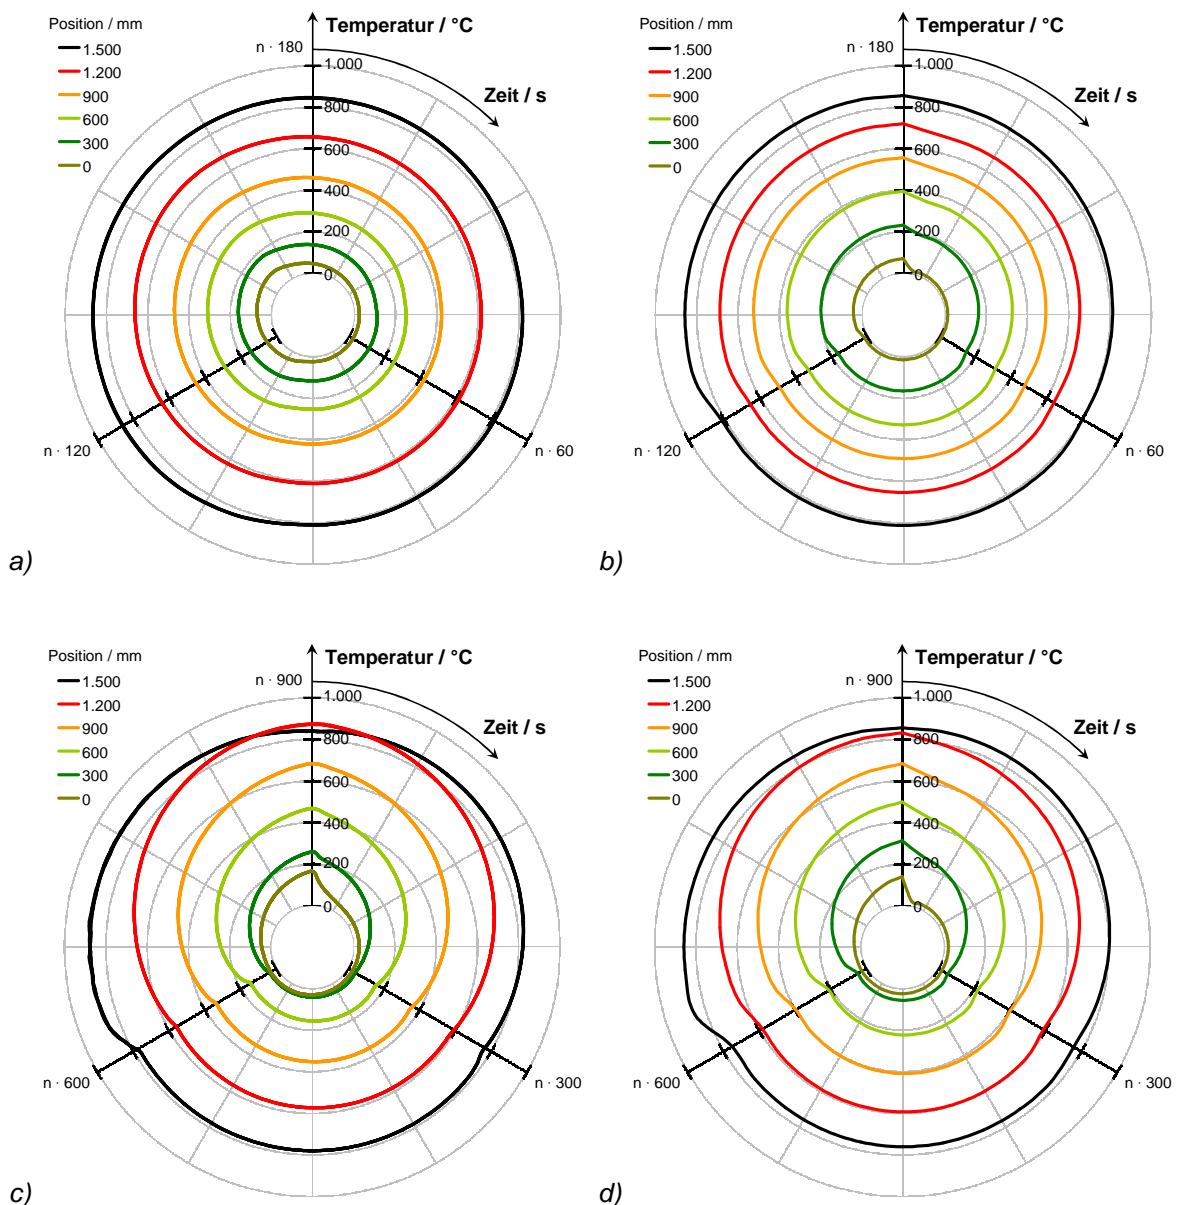 Position / mm
1.500
1.200
900
600
300
0
Temperatur / °C
n · 180
1.000
Zeit / s
800
600
400
200
0
n · 120
n · 60
a)
Position / mm
1.500
1.200
900
600
300
0
Temperatur / °C
n · 180
1.000
Zeit / s
800
600
400
200
0
n · 120
n · 60
b)
Position / mm
1.500
1.200
900
600
300
0
Temperatur / °C
n · 900
1.000
Zeit / s
800
600
400
200
0
n · 600
n · 300
c)
Position / mm
1.500
1.200
900
600
300
0
Temperatur / °C
n · 900
1.000
Zeit / s
800
600
400
200
0
n · 600
n · 300
d)